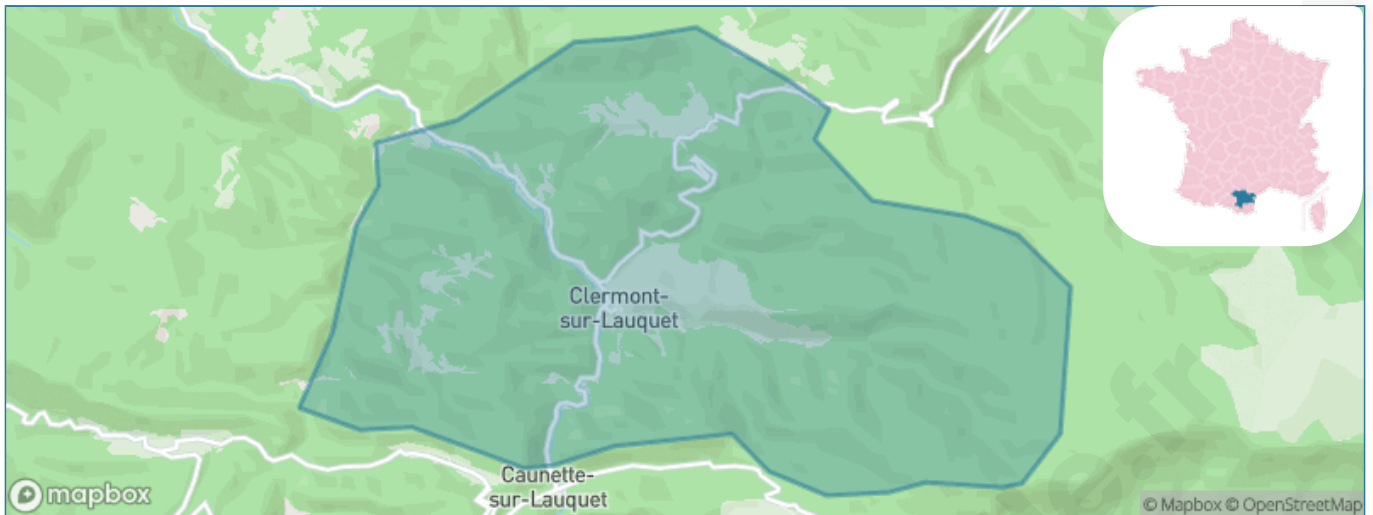 Clermont-
sur-Lauquet
Caunette-
sur-Lauquet
mapbox
© Mapbox © OpenStreetMap